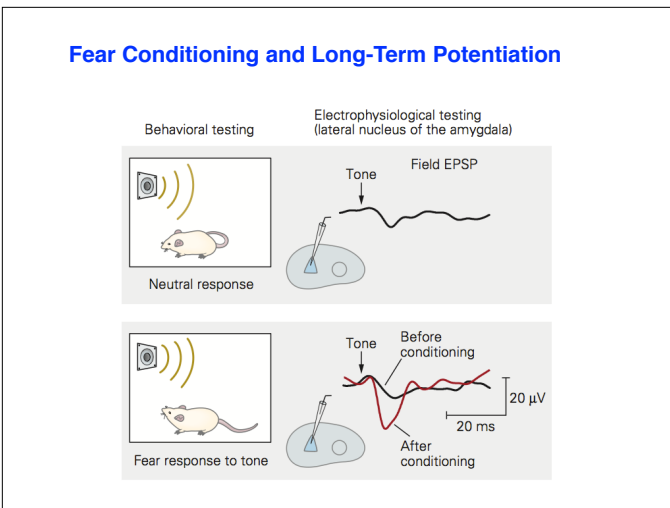 Fear Conditioning and Long-Term Potentiation
Behavioral testing
Electrophysiological testing
(lateral nucleus of the amygdala)
Field EPSP
Tone
Neutral response
Tone
Before
conditioning
20 μV
20 ms
After
conditioning
Fear response to tone